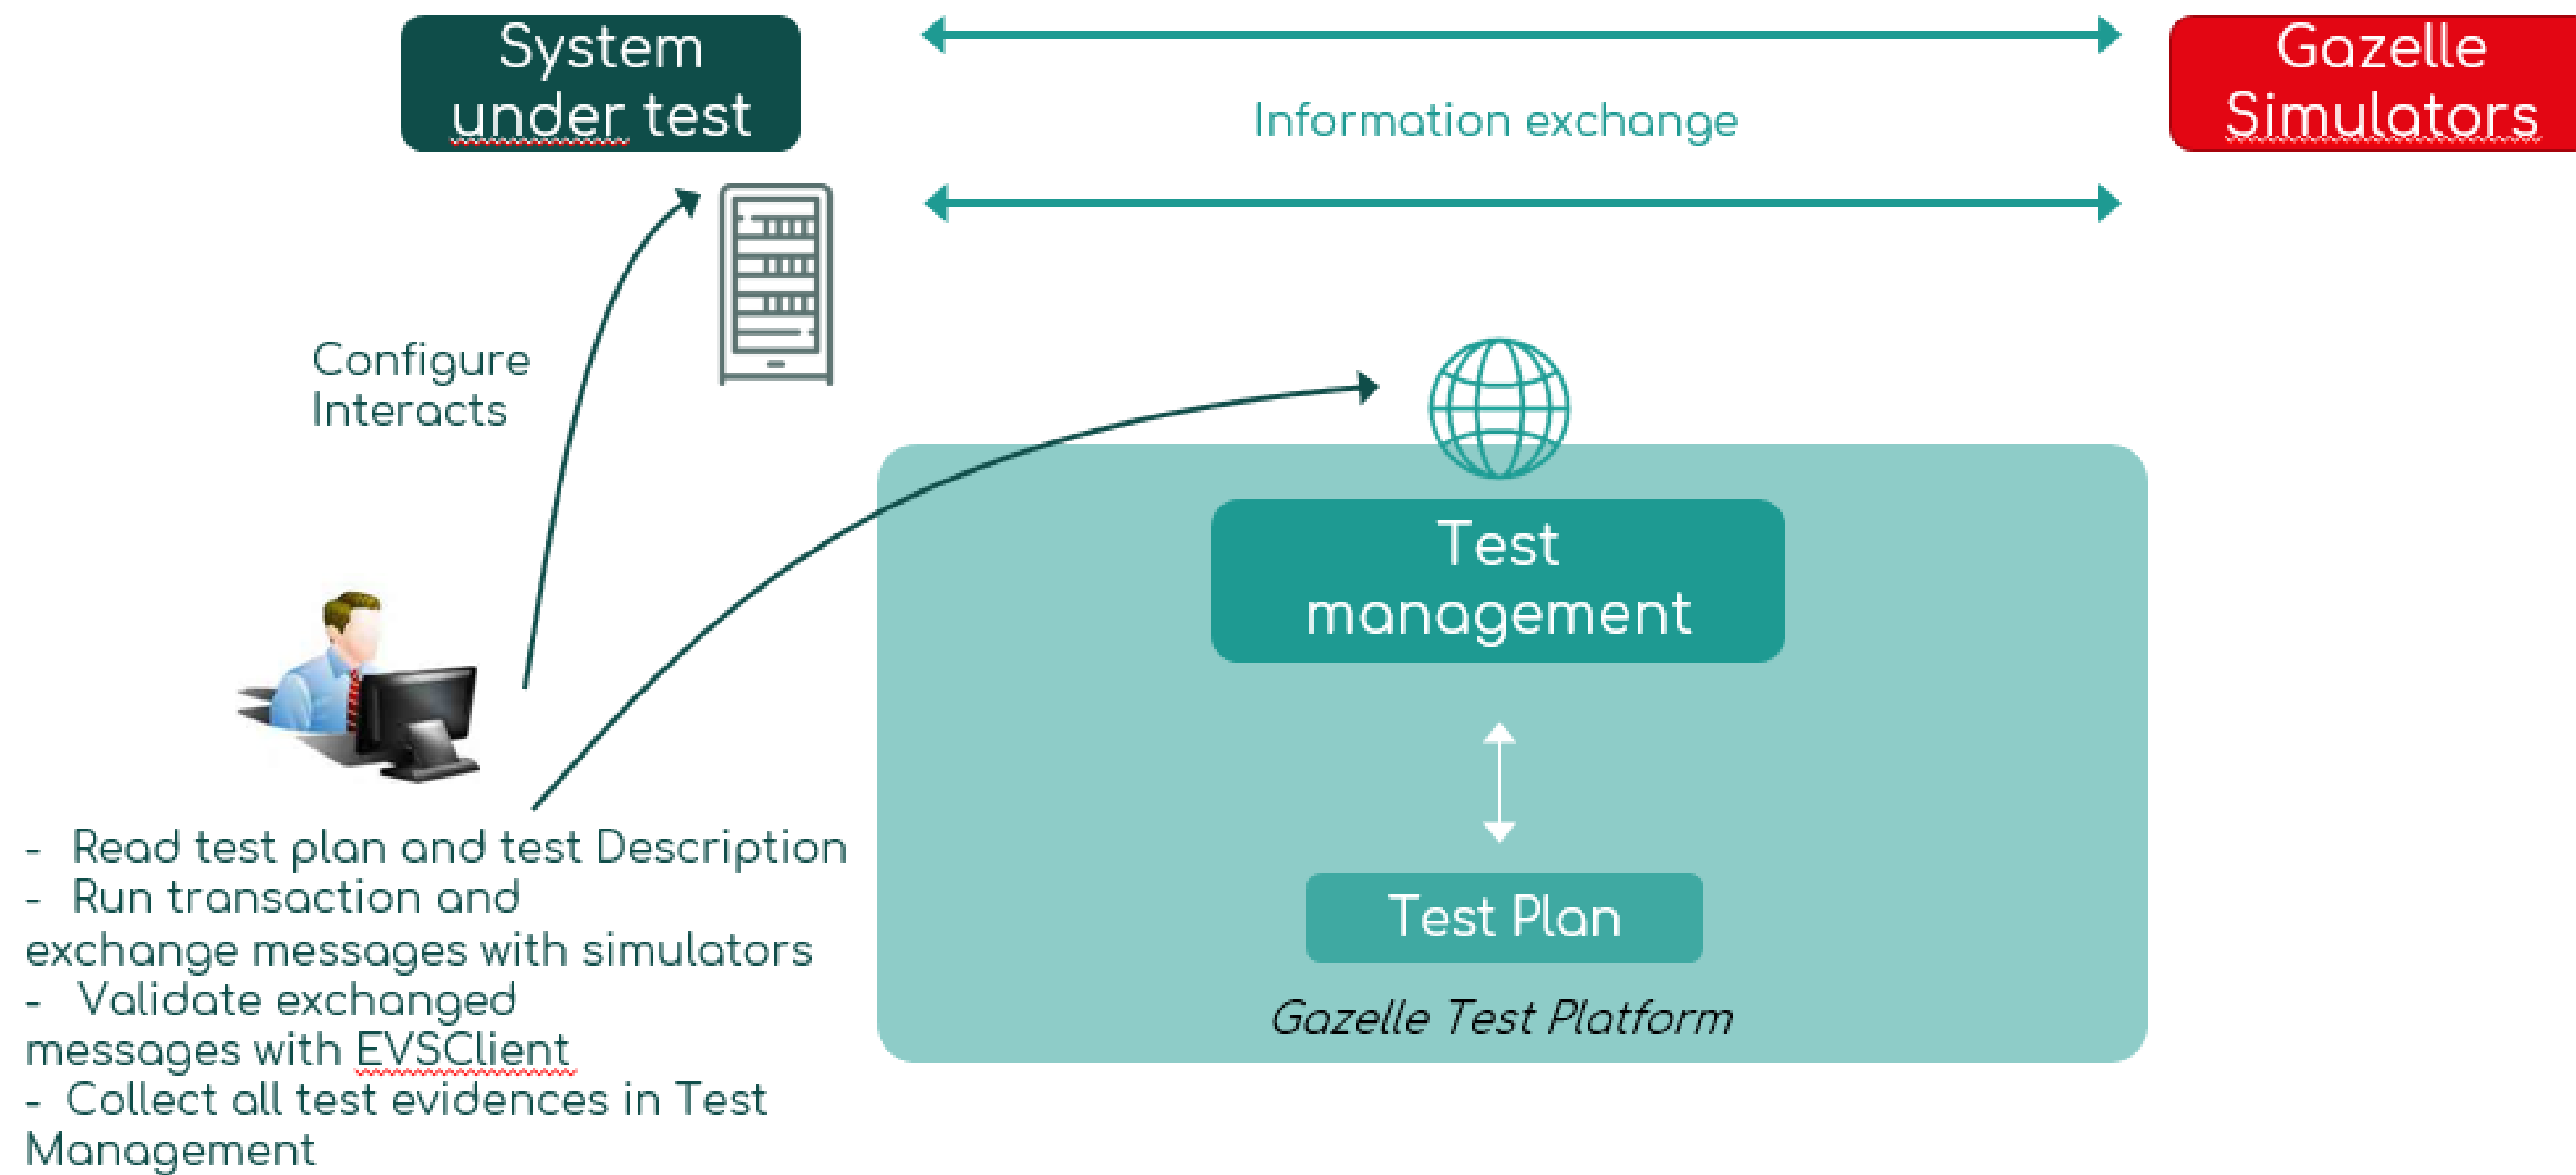 System
under test
Gazelle
Simulators
Information exchange
Configure
Interacts
Test
management
Test Plan
Gazelle Test Platform
- Read test plan and test Description
- Run transaction and
exchange messages with simulators
- Validate exchanged
messages with EVSClient
- Collect all test evidences in Test
Management